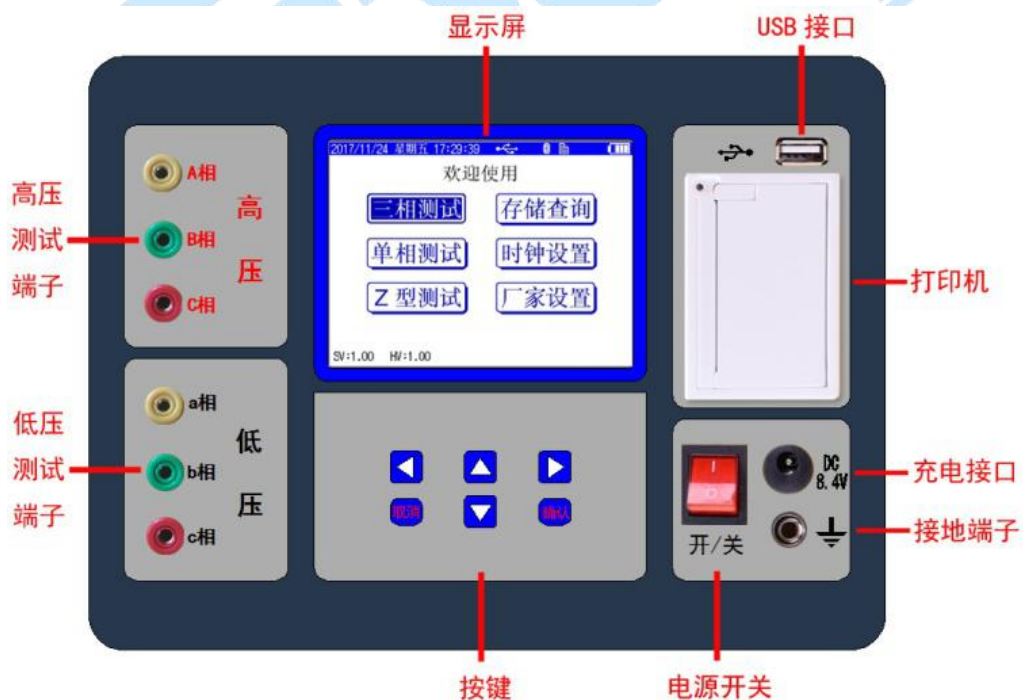 显示屏
USB 接口
2017/11/24 星期五 17:29:39
欢迎使用
三相测试
存储查询
单相测试
时钟设置
Z 型测试
厂家设置
SV:1.00 HV:1.00
高压
测试
端子
A相
B相
C相
高
压
打印机
低压
测试
端子
a相
b相
c相
低
压
取消
确认
DC
8.4V
开/关
充电接口
接地端子
按键
电源开关